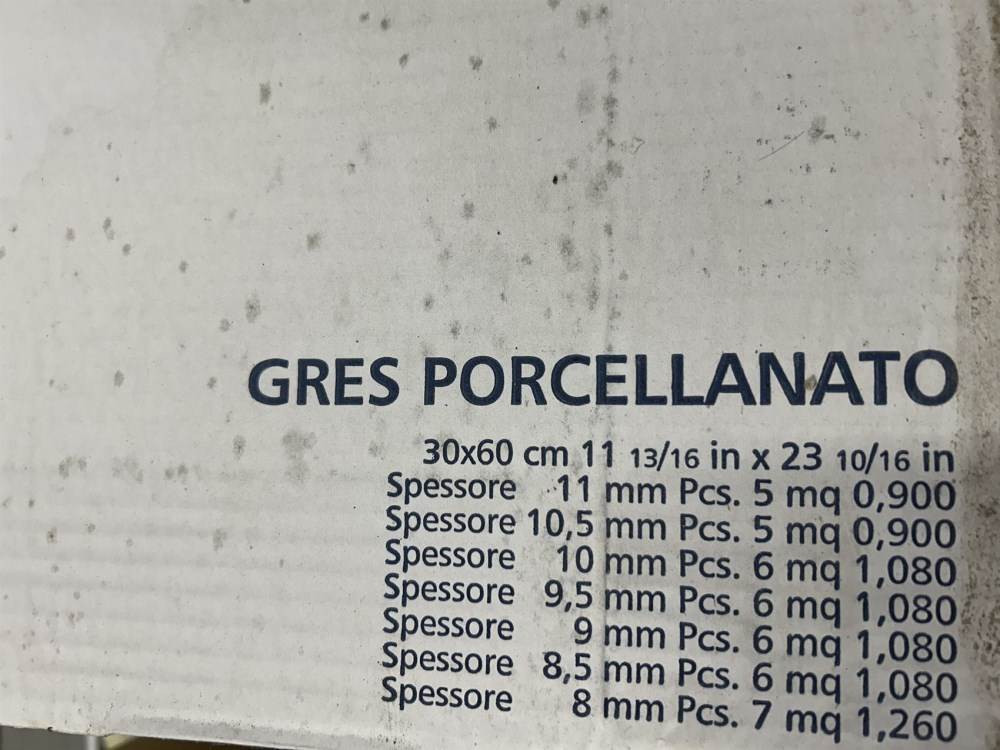 GRES PORCELLANATO
30x60 cm 11 13/16 in x 23 10/16 in
Spessore 11 mm Pcs. 5 mq 0,900
Spessore 10,5 mm Pcs. 5 mq 0,900
Spessore 10 mm Pcs. 6 mq 1,080
Spessore 9,5 mm Pcs. 6 mq 1,080
Spessore 9 mm Pcs. 6 mq 1,080
Spessore 8,5 mm Pcs. 6 mq 1,080
Spessore 8 mm Pcs. 7 mq 1,260